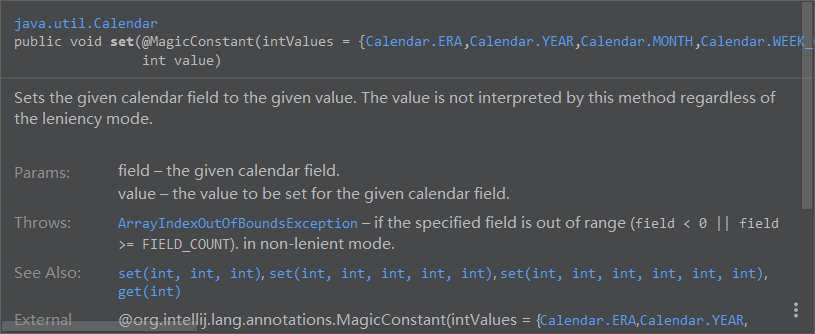 java.util.Calendar
public void set(@MagicConstant(intValues = {Calendar.ERA,Calendar.YEAR,Calendar.MONTH,Calendar.WEEK_
int value)
Sets the given calendar field to the given value. The value is not interpreted by this method regardless of
the leniency mode.
Params: field – the given calendar field.
value – the value to be set for the given calendar field.
Throws: ArrayIndexOutOfBoundsException – if the specified field is out of range (field < 0 || field
>= FIELD_COUNT). in non-lenient mode.
See Also: set(int, int, int), set(int, int, int, int, int), set(int, int, int, int, int, int),
get(int)
External @org.intellij.lang.annotations.MagicConstant(intValues = {Calendar.ERA,Calendar.YEAR,